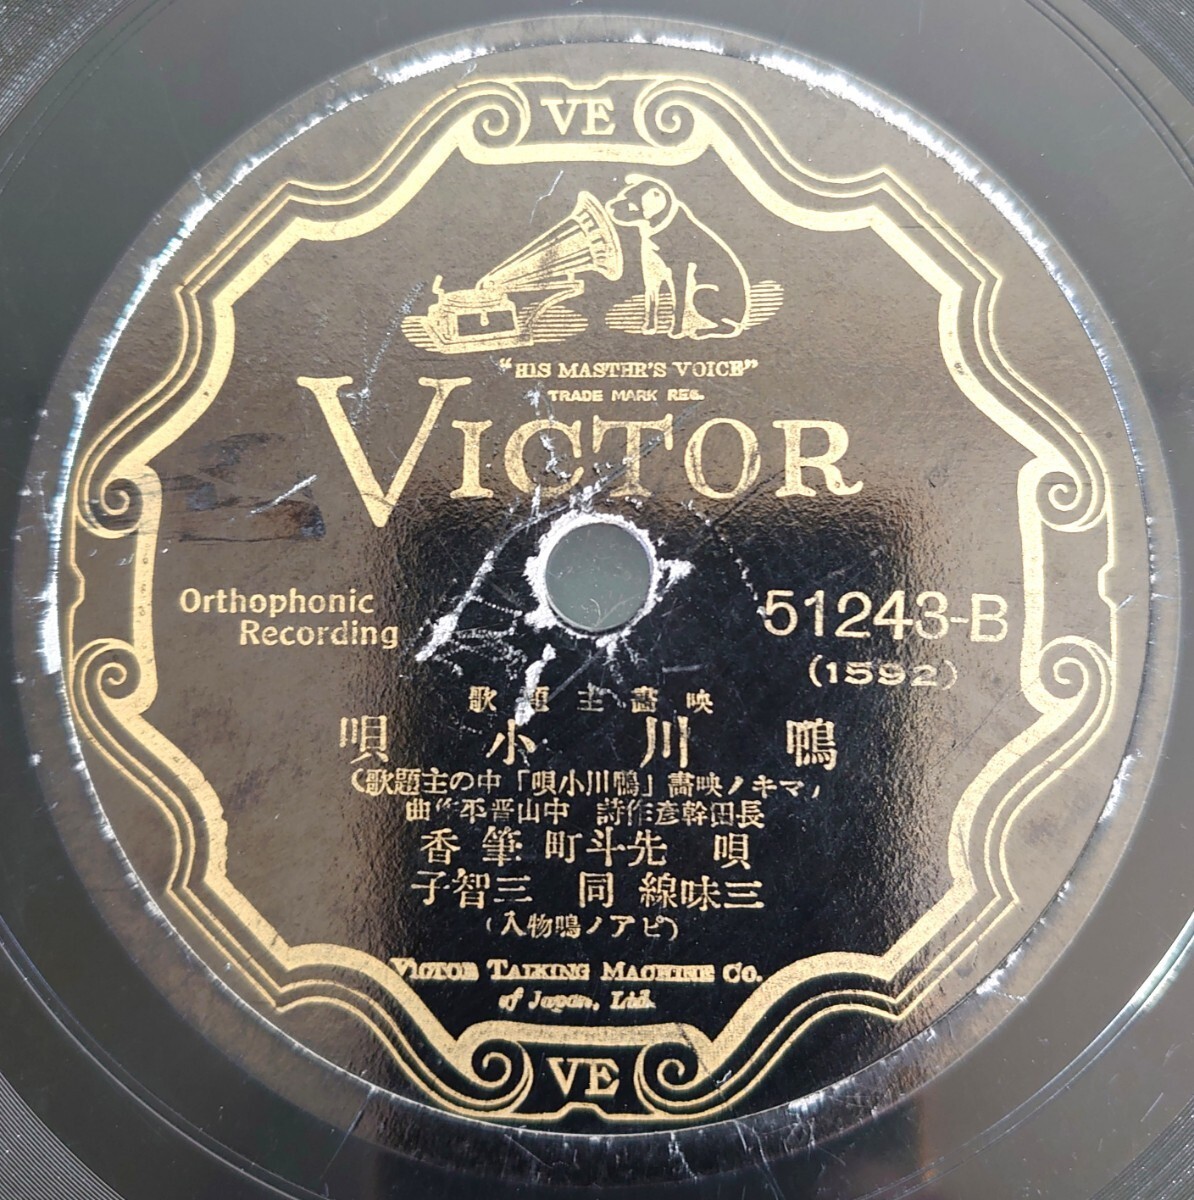 VE
"HIS MASTER'S VOICE"
TRADE MARK REG.
VICTOR
Orthophonic
Recording
51243-B
(1592)
映畫主題歌
鴨川小唄
(マキノ映畫「鴨川小唄」中の主題歌)
長田幹彥作詩 中山晋平作曲
唄 先斗町 筆香
三味線 同 三智子
(ピアノ鳴物入)
VICTOR TALKING MACHINE CO.
of Japan, Ltd.
VE